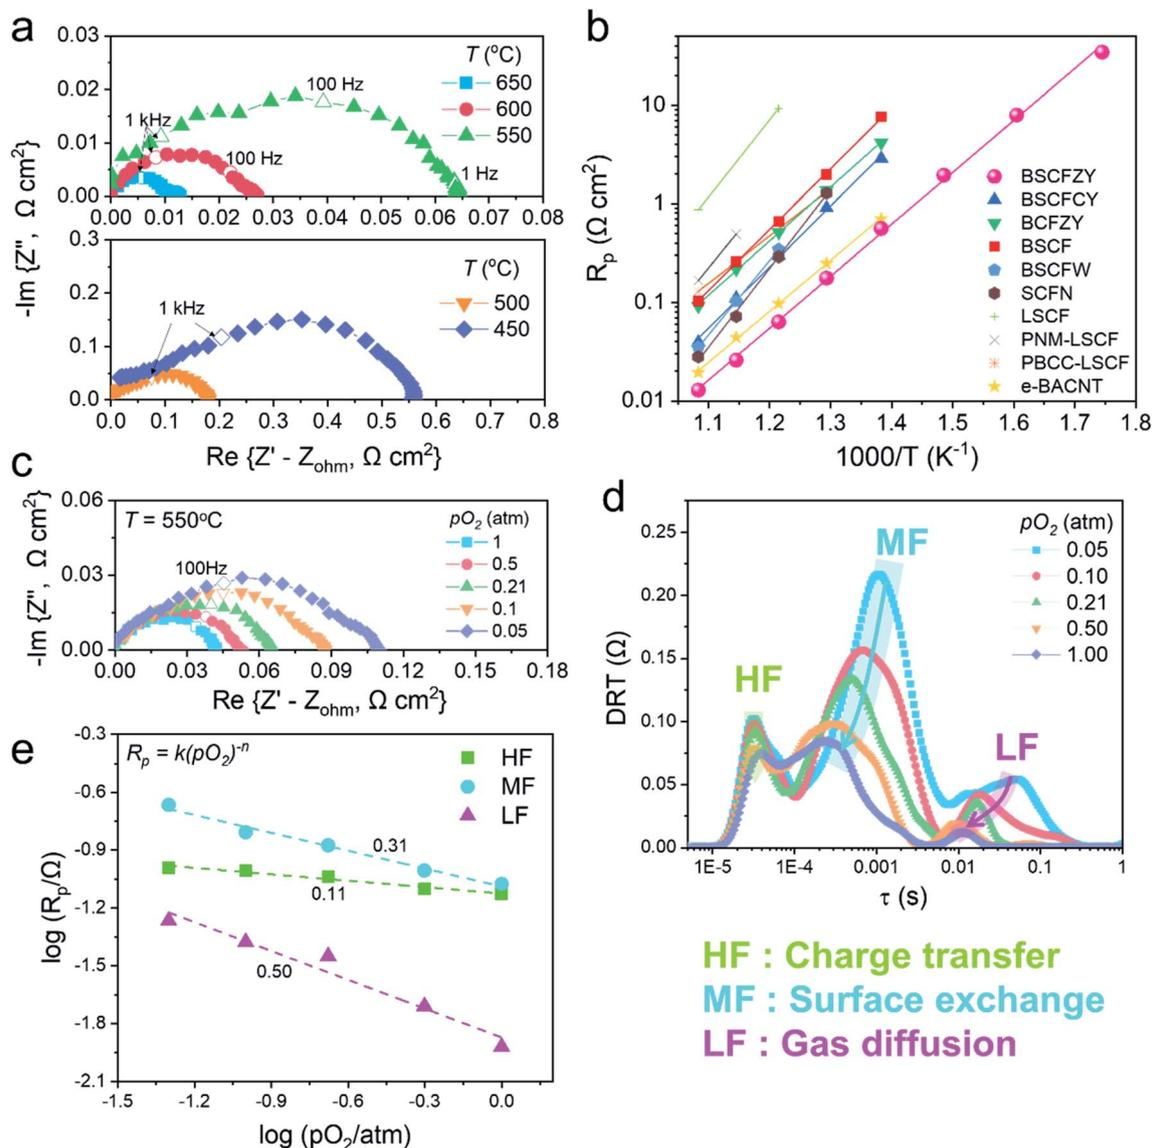 a
0.03
0.02
0.01
0.00
-Im {Z'', Ω cm²}
T (°C)
650
600
550
1 kHz
100 Hz
100 Hz
1 Hz
0.00 0.01 0.02 0.03 0.04 0.05 0.06 0.07 0.08
0.3
0.2
0.1
0.0
T (°C)
500
450
1 kHz
0.0 0.1 0.2 0.3 0.4 0.5 0.6 0.7 0.8
Re {Z' - Zohm, Ω cm²}
b
10
1
0.1
0.01
Rp (Ω cm²)
BSCFZY
BSCFCY
BCFZY
BSCF
BSCFW
SCFN
LSCF
PNM-LSCF
PBCC-LSCF
e-BACNT
1.1 1.2 1.3 1.4 1.5 1.6 1.7 1.8
1000/T (K⁻¹)
c
0.06
0.03
0.00
-Im {Z'', Ω cm²}
T = 550°C
pO₂ (atm)
1
0.5
0.21
0.1
0.05
100Hz
0.00 0.03 0.06 0.09 0.12 0.15 0.18
Re {Z' - Zohm, Ω cm²}
d
0.25
0.20
0.15
0.10
0.05
0.00
DRT (Ω)
HF
MF
LF
pO₂ (atm)
0.05
0.10
0.21
0.50
1.00
1E-5 1E-4 0.001 0.01 0.1 1
τ (s)
e
-0.3
-0.6
-0.9
-1.2
-1.5
-1.8
-2.1
log (Rp/Ω)
Rp = k(pO₂)⁻ⁿ
HF
MF
LF
0.31
0.11
0.50
-1.5 -1.2 -0.9 -0.6 -0.3 0.0
log (pO₂/atm)
HF : Charge transfer
MF : Surface exchange
LF : Gas diffusion